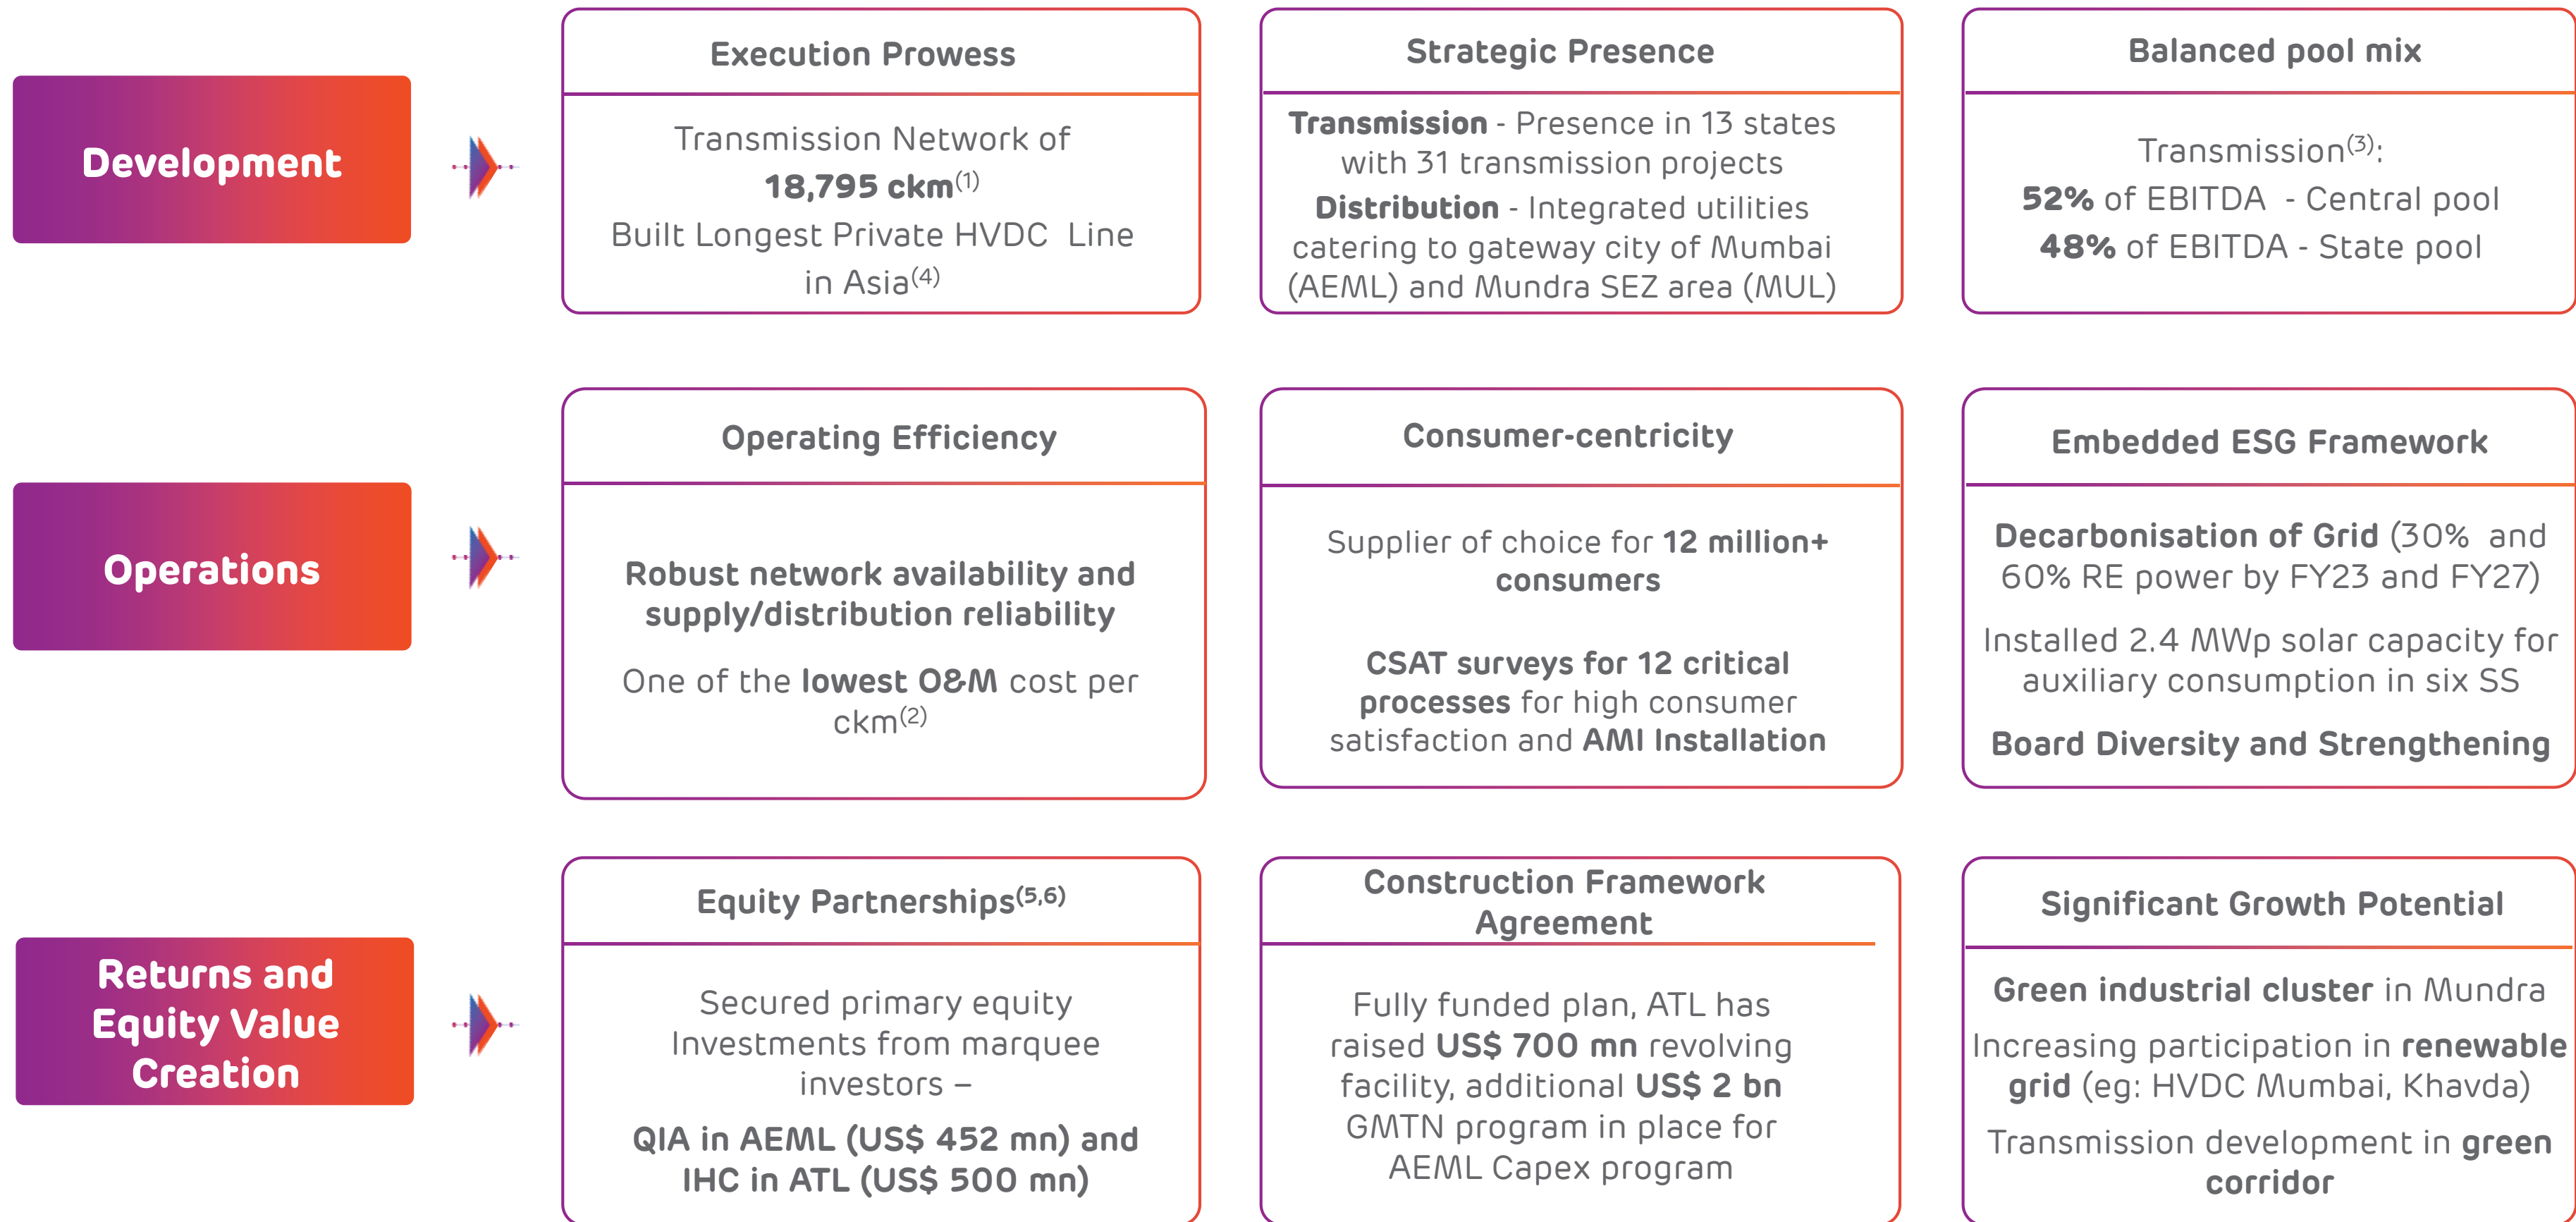 Development
Execution Prowess
Transmission Network of
18,795 ckm(1)
Built Longest Private HVDC Line
in Asia(4)
Strategic Presence
Transmission - Presence in 13 states
with 31 transmission projects
Distribution - Integrated utilities
catering to gateway city of Mumbai
(AEML) and Mundra SEZ area (MUL)
Balanced pool mix
Transmission(3):
52% of EBITDA - Central pool
48% of EBITDA - State pool
Operations
Operating Efficiency
Robust network availability and
supply/distribution reliability
One of the lowest O&M cost per
ckm(2)
Consumer-centricity
Supplier of choice for 12 million+
consumers
CSAT surveys for 12 critical
processes for high consumer
satisfaction and AMI Installation
Embedded ESG Framework
Decarbonisation of Grid (30% and
60% RE power by FY23 and FY27)
Installed 2.4 MWp solar capacity for
auxiliary consumption in six SS
Board Diversity and Strengthening
Returns and
Equity Value
Creation
Equity Partnerships(5,6)
Secured primary equity
Investments from marquee
investors –
QIA in AEML (US$ 452 mn) and
IHC in ATL (US$ 500 mn)
Construction Framework
Agreement
Fully funded plan, ATL has
raised US$ 700 mn revolving
facility, additional US$ 2 bn
GMTN program in place for
AEML Capex program
Significant Growth Potential
Green industrial cluster in Mundra
Increasing participation in renewable
grid (eg: HVDC Mumbai, Khavda)
Transmission development in green
corridor